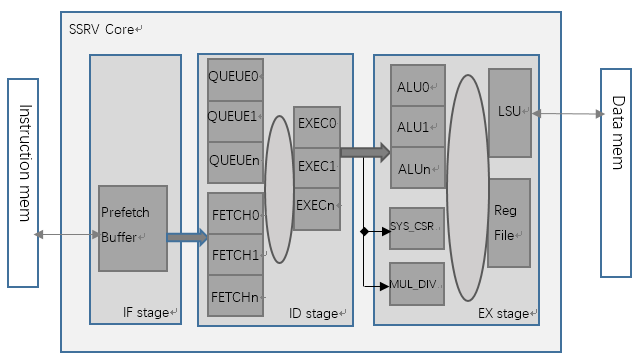 SSRV Core
Instruction mem
Prefetch
Buffer
IF stage
QUEUE0
QUEUE1
QUEUEn
FETCH0
FETCH1
FETCHn
EXEC0
EXEC1
EXECn
ID stage
ALU0
ALU1
ALUn
SYS_CSR
MUL_DIV
LSU
Reg
File
EX stage
Data mem